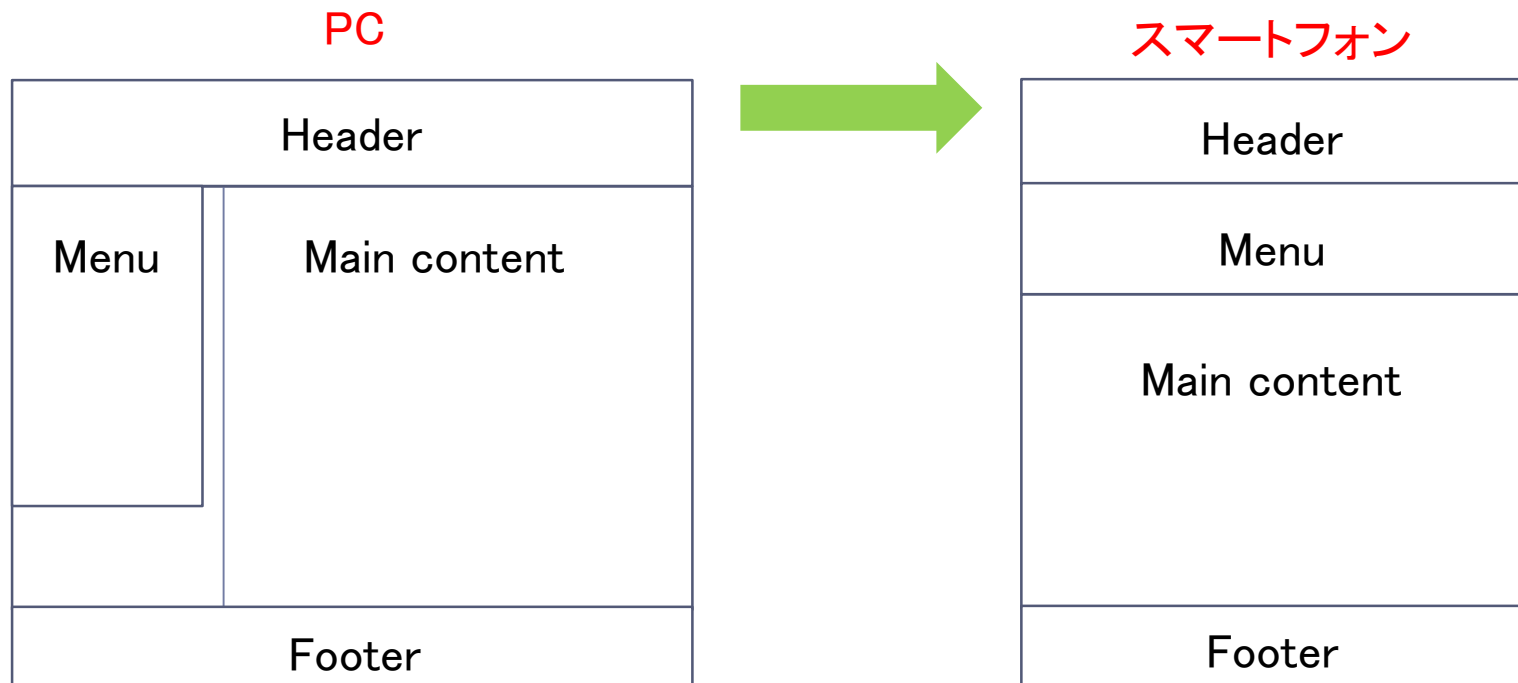 PC
Header
Menu
Main content
Footer
スマートフォン
Header
Menu
Main content
Footer